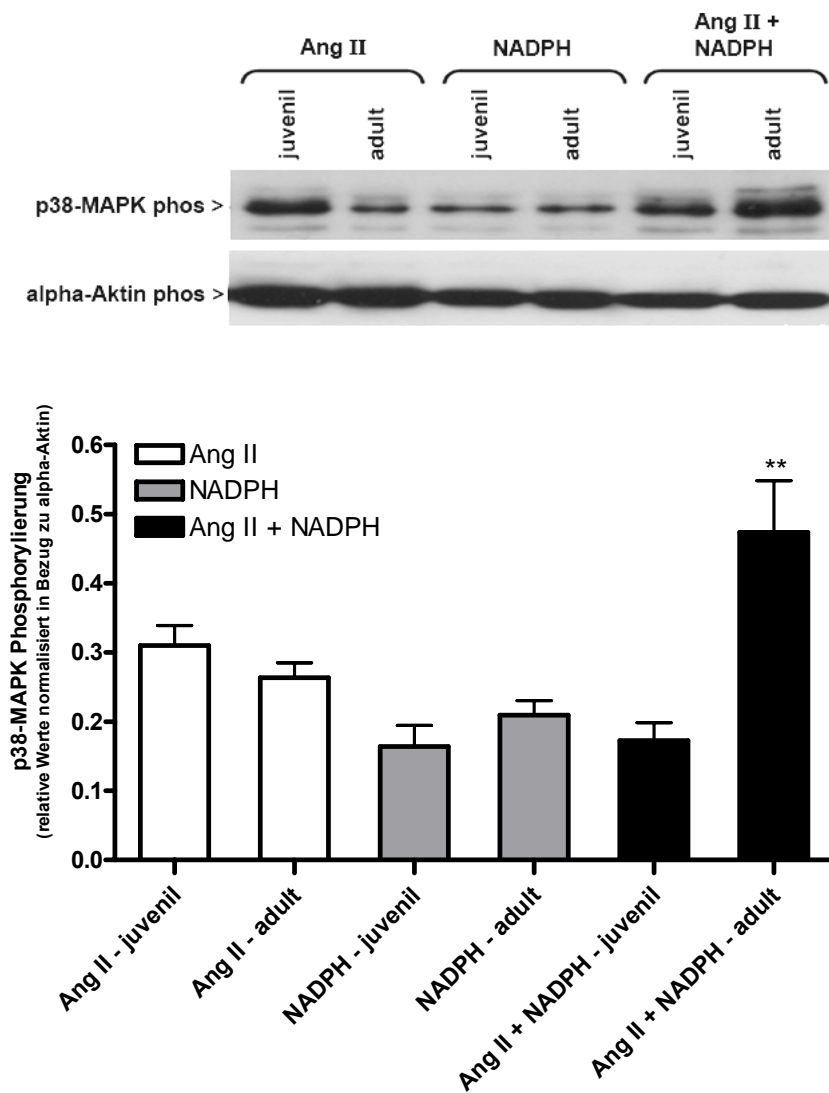 Ang II
NADPH
Ang II +
NADPH
juvenil
adult
juvenil
adult
juvenil
adult
p38-MAPK phos >
alpha-Aktin phos >
p38-MAPK Phosphorylierung
(relative Werte normalisiert in Bezug zu alpha-Aktin)
0.6
0.5
0.4
0.3
0.2
0.1
0.0
Ang II
NADPH
Ang II + NADPH
**
Ang II - juvenil
Ang II - adult
NADPH - juvenil
NADPH - adult
Ang II + NADPH - juvenil
Ang II + NADPH - adult